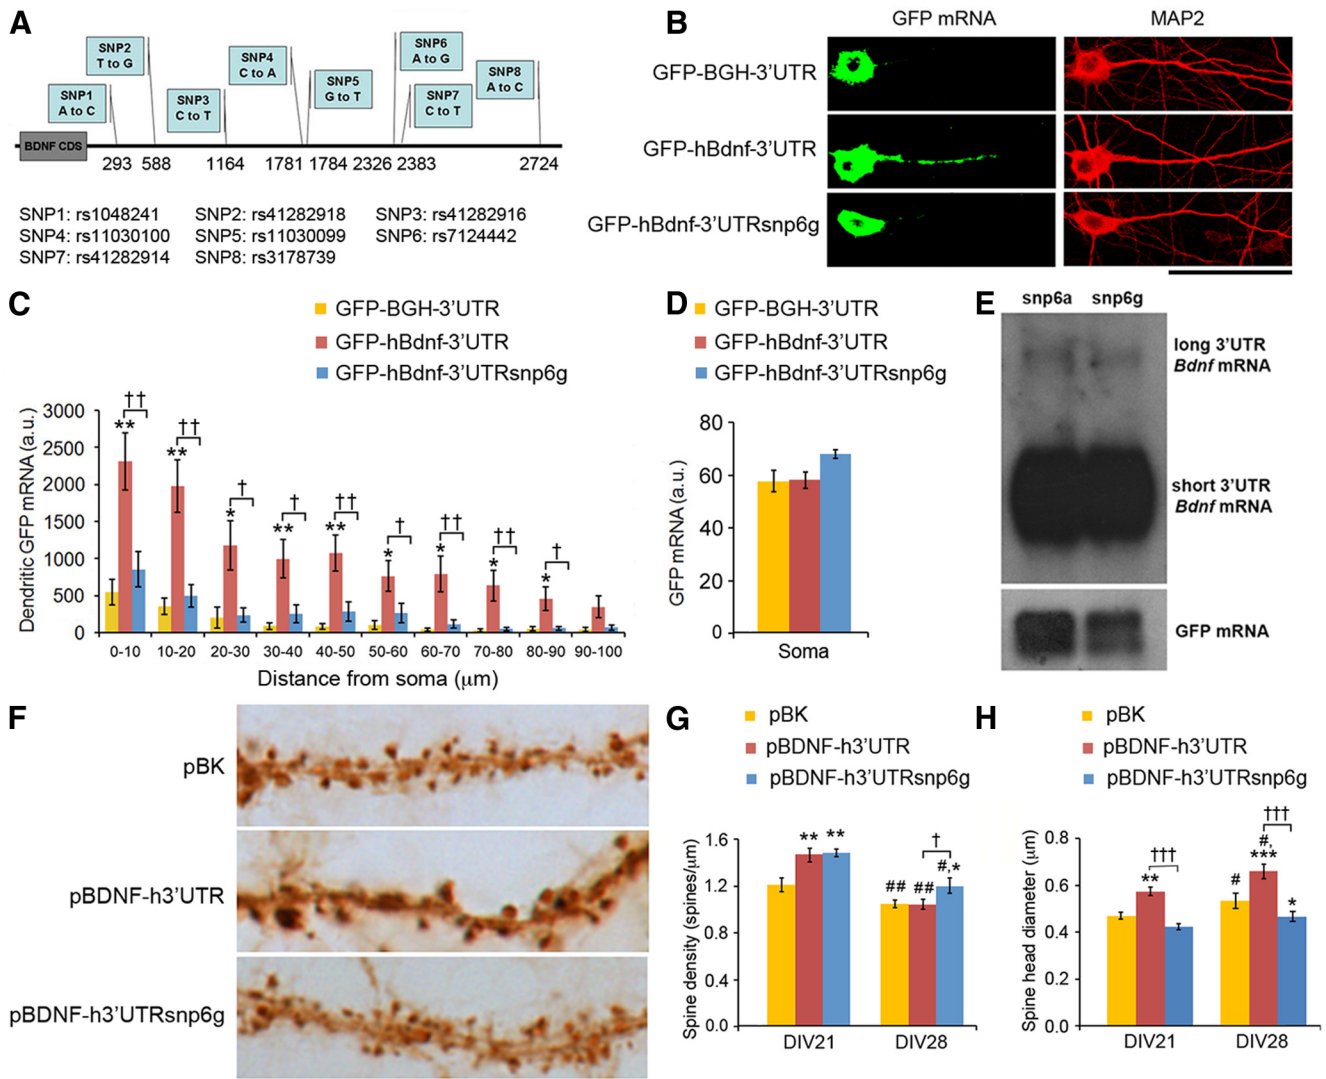 A
SNP1
A to C
SNP2
T to G
SNP3
C to T
SNP4
C to A
SNP5
G to T
SNP6
A to G
SNP7
C to T
SNP8
A to C
BDNF CDS
293 588 1164 1781 1784 2326 2383 2724
SNP1: rs1048241 SNP2: rs41282918 SNP3: rs41282916
SNP4: rs11030100 SNP5: rs11030099 SNP6: rs7124442
SNP7: rs41282914 SNP8: rs3178739
B
GFP mRNA MAP2
GFP-BGH-3'UTR
GFP-hBdnf-3'UTR
GFP-hBdnf-3'UTRsnp6g
C
GFP-BGH-3'UTR
GFP-hBdnf-3'UTR
GFP-hBdnf-3'UTRsnp6g
Dendritic GFP mRNA (a.u.)
3000
2500
2000
1500
1000
500
0
** †† ** †† * † ** † ** †† * † * †† * †† * †
0-10 10-20 20-30 30-40 40-50 50-60 60-70 70-80 80-90 90-100
Distance from soma (μm)
D
GFP-BGH-3'UTR
GFP-hBdnf-3'UTR
GFP-hBdnf-3'UTRsnp6g
GFP mRNA (a.u.)
80
60
40
20
0
Soma
E
snp6a snp6g
long 3'UTR
Bdnf mRNA
short 3'UTR
Bdnf mRNA
GFP mRNA
F
pBK
pBDNF-h3'UTR
pBDNF-h3'UTRsnp6g
G
pBK
pBDNF-h3'UTR
pBDNF-h3'UTRsnp6g
Spine density (spines/μm)
1.6
1.2
0.8
0.4
0.0
** ** ## ## #,* †
DIV21 DIV28
H
pBK
pBDNF-h3'UTR
pBDNF-h3'UTRsnp6g
Spine head diameter (μm)
0.8
0.6
0.4
0.2
0.0
** ††† # #, *** ††† *
DIV21 DIV28